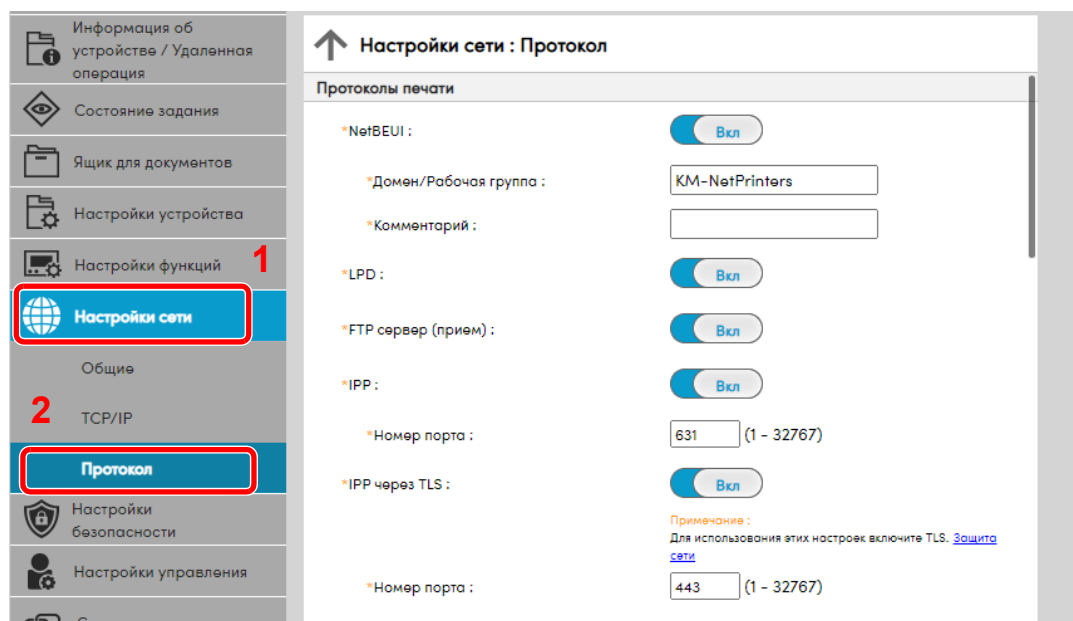 Информация об
устройстве / Удаленная
операция
Состояние задания
Ящик для документов
Настройки устройства
Настройки функций
1
Настройки сети
Общие
2
TCP/IP
Протокол
Настройки
безопасности
Настройки управления
Настройки сети : Протокол
Протоколы печати
*NetBEUI :
Вкл
*Домен/Рабочая группа :
KM-NetPrinters
*Комментарий :
*LPD :
Вкл
*FTP сервер (прием) :
Вкл
*IPP :
Вкл
*Номер порта :
631 (1 - 32767)
*IPP через TLS :
Вкл
Примечание :
Для использования этих настроек включите TLS. Защита
сети
*Номер порта :
443 (1 - 32767)